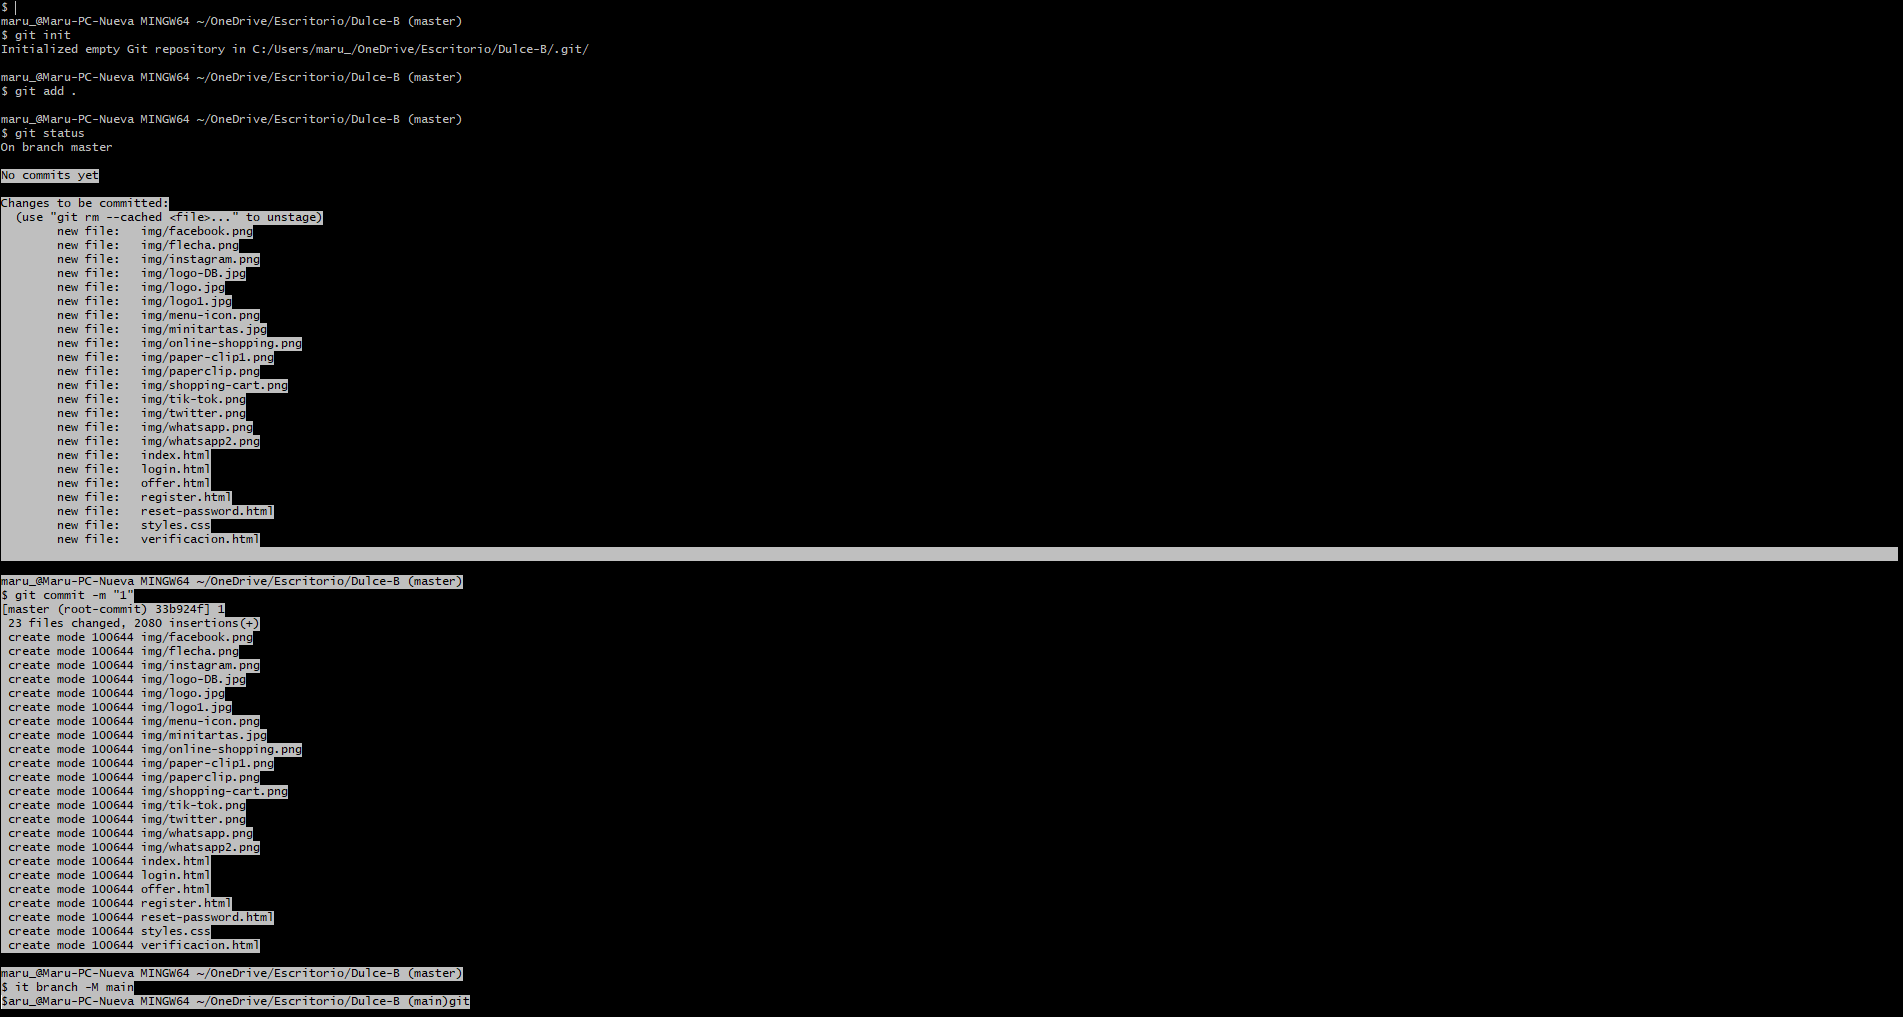 $
maru_@Maru-PC-Nueva MINGW64 ~/OneDrive/Escritorio/Dulce-B (master)
$ git init
Initialized empty Git repository in C:/Users/maru_/OneDrive/Escritorio/Dulce-B/.git/
maru_@Maru-PC-Nueva MINGW64 ~/OneDrive/Escritorio/Dulce-B (master)
$ git add .
maru_@Maru-PC-Nueva MINGW64 ~/OneDrive/Escritorio/Dulce-B (master)
$ git status
On branch master
No commits yet
Changes to be committed:
  (use "git rm --cached <file>..." to unstage)
        new file:   img/facebook.png
        new file:   img/flecha.png
        new file:   img/instagram.png
        new file:   img/logo-DB.jpg
        new file:   img/logo.jpg
        new file:   img/logo1.jpg
        new file:   img/menu-icon.png
        new file:   img/minitartas.jpg
        new file:   img/online-shopping.png
        new file:   img/paper-clip1.png
        new file:   img/paperclip.png
        new file:   img/shopping-cart.png
        new file:   img/tik-tok.png
        new file:   img/twitter.png
        new file:   img/whatsapp.png
        new file:   img/whatsapp2.png
        new file:   index.html
        new file:   login.html
        new file:   offer.html
        new file:   register.html
        new file:   reset-password.html
        new file:   styles.css
        new file:   verificacion.html
maru_@Maru-PC-Nueva MINGW64 ~/OneDrive/Escritorio/Dulce-B (master)
$ git commit -m "1"
[master (root-commit) 33b924f] 1
 23 files changed, 2080 insertions(+)
 create mode 100644 img/facebook.png
 create mode 100644 img/flecha.png
 create mode 100644 img/instagram.png
 create mode 100644 img/logo-DB.jpg
 create mode 100644 img/logo.jpg
 create mode 100644 img/logo1.jpg
 create mode 100644 img/menu-icon.png
 create mode 100644 img/minitartas.jpg
 create mode 100644 img/online-shopping.png
 create mode 100644 img/paper-clip1.png
 create mode 100644 img/paperclip.png
 create mode 100644 img/shopping-cart.png
 create mode 100644 img/tik-tok.png
 create mode 100644 img/twitter.png
 create mode 100644 img/whatsapp.png
 create mode 100644 img/whatsapp2.png
 create mode 100644 index.html
 create mode 100644 login.html
 create mode 100644 offer.html
 create mode 100644 register.html
 create mode 100644 reset-password.html
 create mode 100644 styles.css
 create mode 100644 verificacion.html
maru_@Maru-PC-Nueva MINGW64 ~/OneDrive/Escritorio/Dulce-B (master)
$ it branch -M main
$aru_@Maru-PC-Nueva MINGW64 ~/OneDrive/Escritorio/Dulce-B (main)git